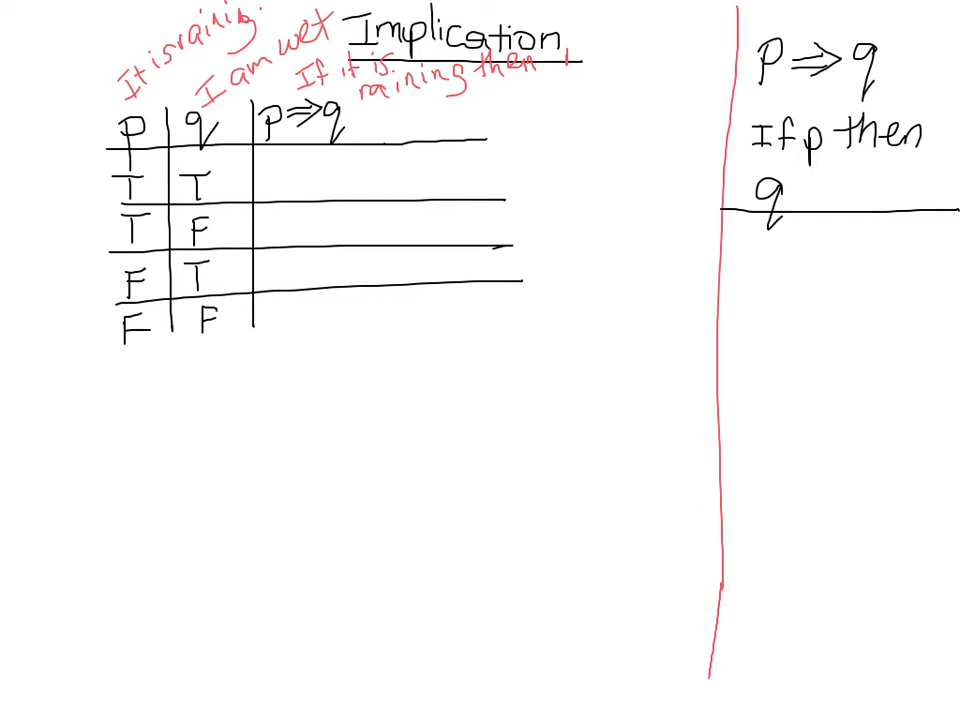 Implication
It is raining.
I am wet
If it is
raining then I
p q p ⇒ q
T T
T F
F T
F F
p ⇒ q
If p then
q